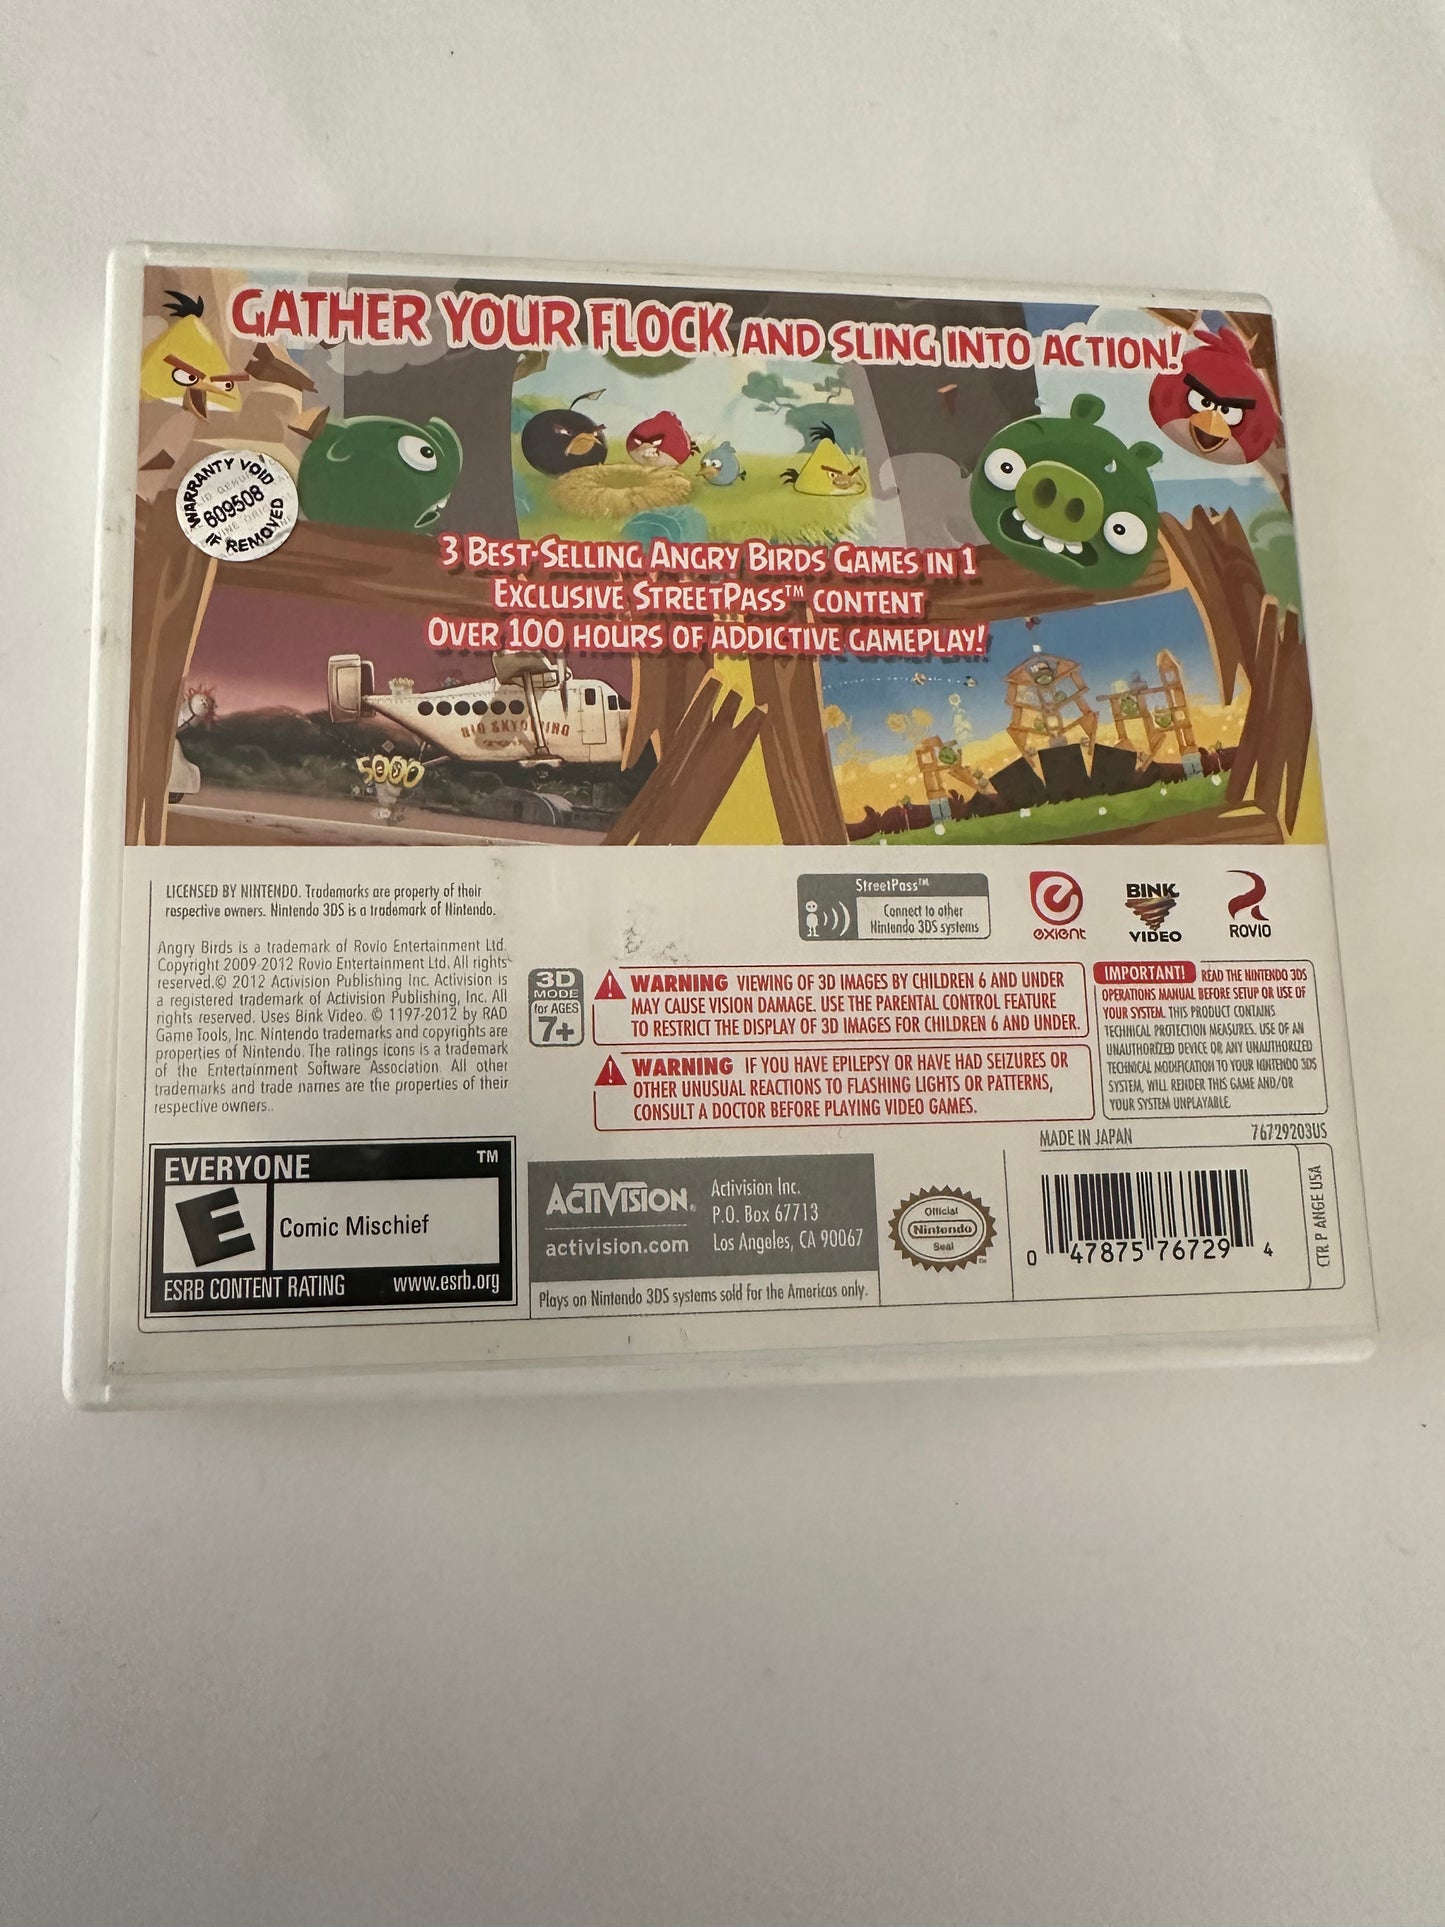 GATHER YOUR FLOCK AND SLING INTO ACTION!
WARRANTY VOID
609508
IF REMOVED
3 BEST-SELLING ANGRY BIRDS GAMES IN 1
EXCLUSIVE STREETPASS™ CONTENT
OVER 100 HOURS OF ADDICTIVE GAMEPLAY!
5000
LICENSED BY NINTENDO. Trademarks are property of their
respective owners. Nintendo 3DS is a trademark of Nintendo.
Angry Birds is a trademark of Rovio Entertainment Ltd.
Copyright 2009-2012 Rovio Entertainment Ltd. All rights
reserved.© 2012 Activision Publishing Inc. Activision is
a registered trademark of Activision Publishing, Inc. All
rights reserved. Uses Bink Video. © 1197-2012 by RAD
Game Tools, Inc. Nintendo trademarks and copyrights are
properties of Nintendo. The ratings icons is a trademark
of the Entertainment Software Association. All other
trademarks and trade names are the properties of their
respective owners..
StreetPass™
Connect to other
Nintendo 3DS systems
exient
BINK
VIDEO
ROVIO
3D
MODE
for AGES
7+
WARNING VIEWING OF 3D IMAGES BY CHILDREN 6 AND UNDER
MAY CAUSE VISION DAMAGE. USE THE PARENTAL CONTROL FEATURE
TO RESTRICT THE DISPLAY OF 3D IMAGES FOR CHILDREN 6 AND UNDER.
WARNING IF YOU HAVE EPILEPSY OR HAVE HAD SEIZURES OR
OTHER UNUSUAL REACTIONS TO FLASHING LIGHTS OR PATTERNS,
CONSULT A DOCTOR BEFORE PLAYING VIDEO GAMES.
IMPORTANT! READ THE NINTENDO 3DS
OPERATIONS MANUAL BEFORE SETUP OR USE OF
YOUR SYSTEM. THIS PRODUCT CONTAINS
TECHNICAL PROTECTION MEASURES. USE OF AN
UNAUTHORIZED DEVICE OR ANY UNAUTHORIZED
TECHNICAL MODIFICATION TO YOUR NINTENDO 3DS
SYSTEM, WILL RENDER THIS GAME AND/OR
YOUR SYSTEM UNPLAYABLE.
MADE IN JAPAN
76729203US
EVERYONE ™
E
Comic Mischief
ESRB CONTENT RATING www.esrb.org
ACTIVISION®
activision.com
Activision Inc.
P.O. Box 67713
Los Angeles, CA 90067
Plays on Nintendo 3DS systems sold for the Americas only.
Official
Nintendo
Seal
0 47875 76729 4
CTR P ANGE USA